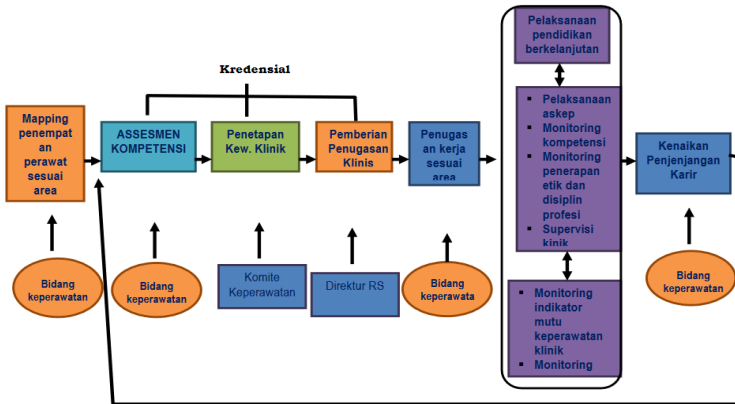 Pelaksanaan
pendidikan
berkelanjutan
Kredensial
Mapping
penempat
an
perawat
sesuai
area
ASSESMEN
KOMPETENSI
Penetapan
Kew. Klinik
Pemberian
Penugasan
Klinis
Penugas
an kerja
sesuai
area
▪ Pelaksanaan
askep
▪ Monitoring
kompetensi
▪ Monitoring
penerapan
etik dan
disiplin
profesi
▪ Supervisi
kinik
Kenaikan
Penjenjangan
Karir
Bidang
keperawatan
Bidang
keperawatan
Komite
Keperawatan
Direktur RS
Bidang
keperawata
Bidang
keperawatan
▪ Monitoring
indikator
mutu
keperawatan
klinik
▪ Monitoring